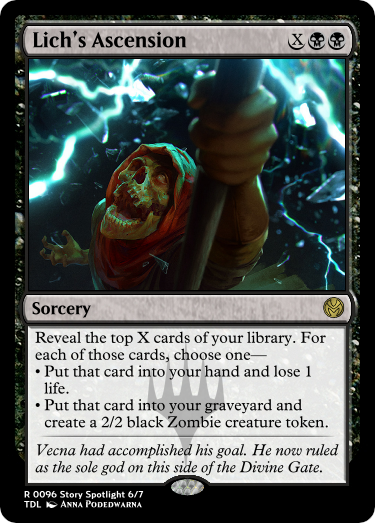 Lich's Ascension X
Sorcery
Reveal the top X cards of your library. For
each of those cards, choose one—
• Put that card into your hand and lose 1
life.
• Put that card into your graveyard and
create a 2/2 black Zombie creature token.
Vecna had accomplished his goal. He now ruled
as the sole god on this side of the Divine Gate.
R 0096 Story Spotlight 6/7
TDL Anna Podedwarna